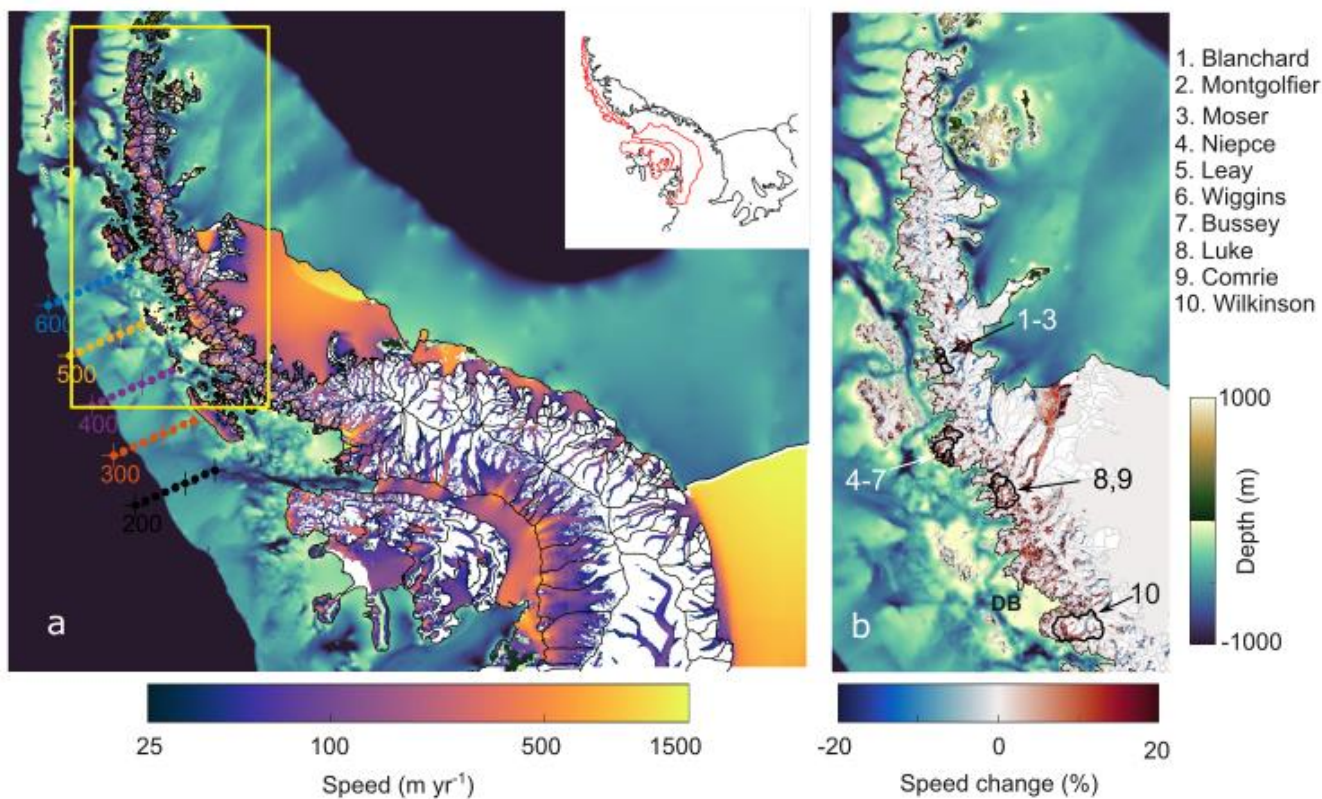 600
500
400
300
200
a
25
100
500
1500
Speed (m yr⁻¹)
1-3
4-7
8,9
10
DB
b
-20
0
20
Speed change (%)
1. Blanchard
2. Montgolfier
3. Moser
4. Niepce
5. Leay
6. Wiggins
7. Bussey
8. Luke
9. Comrie
10. Wilkinson
1000
-1000
Depth (m)